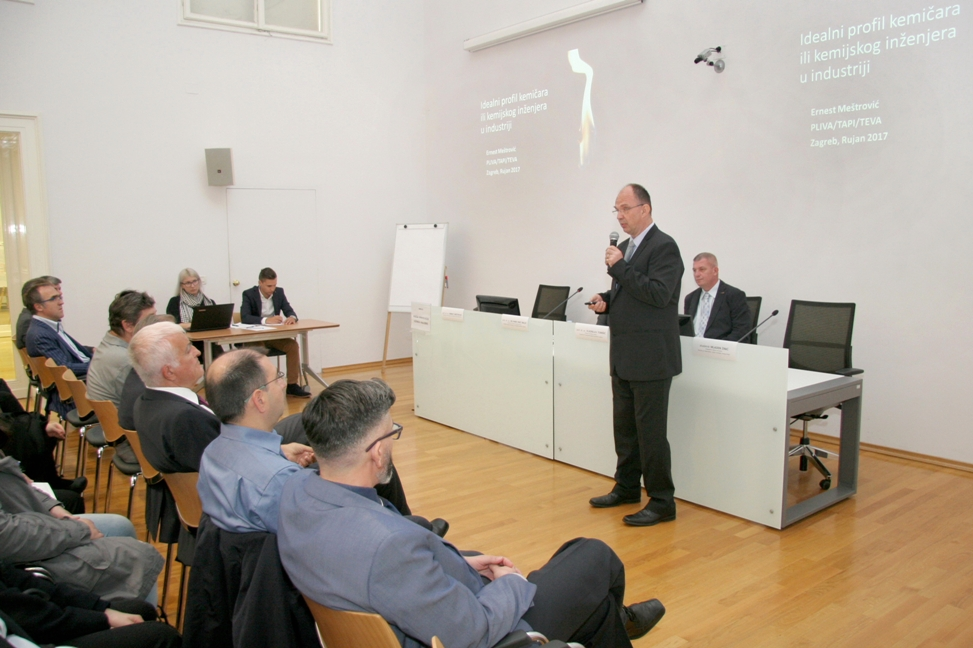 Idealni profil kemičara
ili kemijskog inženjera
u industriji
Ernest Meštrović
PLIVA/TAPI/TEVA
Zagreb, Rujan 2017
Idealni profil kemičara
ili kemijskog inženjera
u industriji
Ernest Meštrović
PLIVA/TAPI/TEVA
Zagreb, Rujan 2017